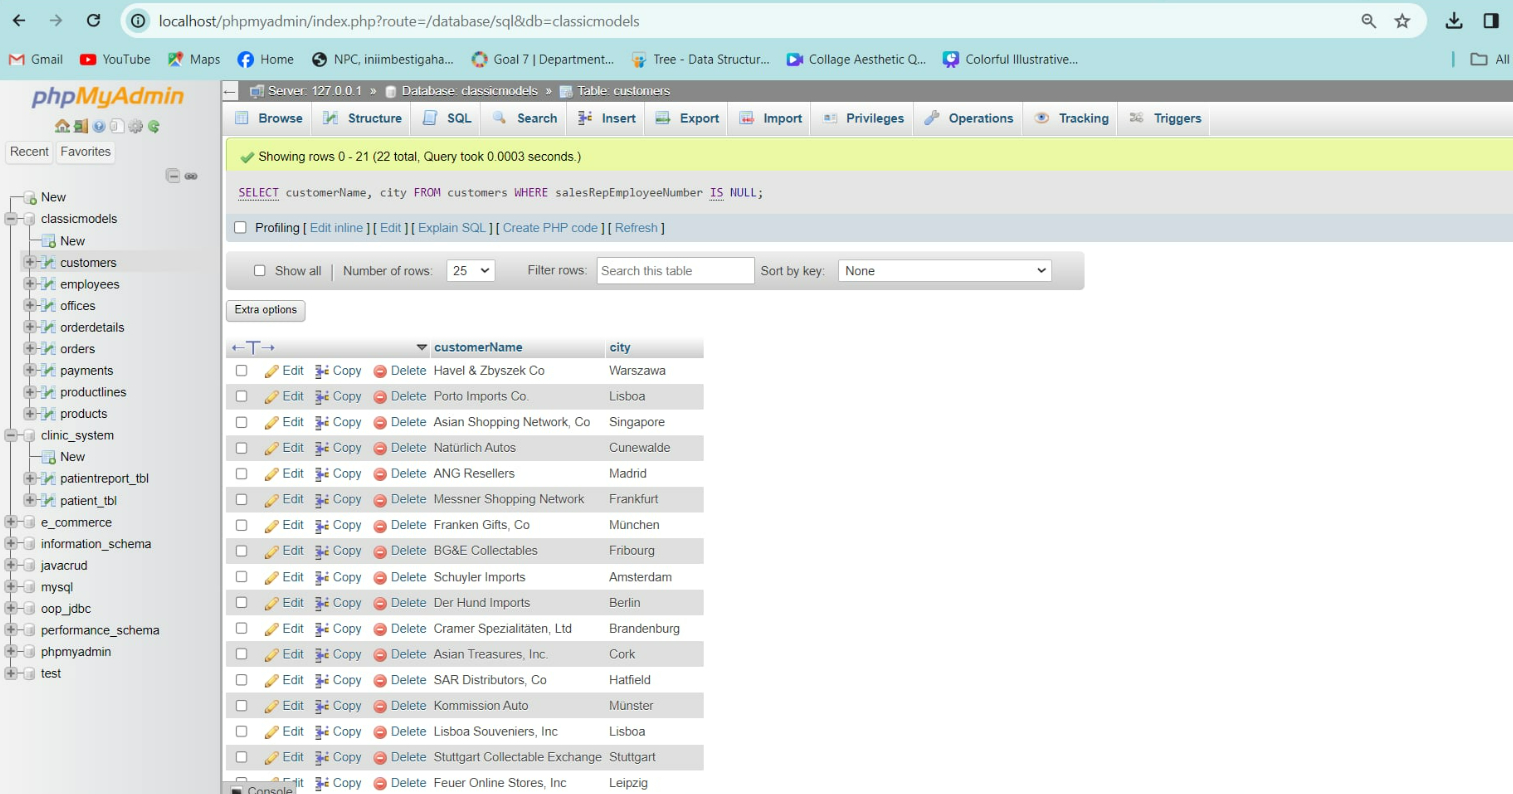 localhost/phpmyadmin/index.php?route=/database/sql&db=classicmodels
Gmail YouTube Maps Home NPC, iniimbestigaha... Goal 7 | Department... Tree - Data Structur... Collage Aesthetic Q... Colorful Illustrative... All
phpMyAdmin
Recent Favorites
New
classicmodels
New
customers
employees
offices
orderdetails
orders
payments
productlines
products
clinic_system
New
patientreport_tbl
patient_tbl
e_commerce
information_schema
javacrud
mysql
oop_jdbc
performance_schema
phpmyadmin
test
Server: 127.0.0.1 » Database: classicmodels » Table: customers
Browse Structure SQL Search Insert Export Import Privileges Operations Tracking Triggers
Showing rows 0 - 21 (22 total, Query took 0.0003 seconds.)
SELECT customerName, city FROM customers WHERE salesRepEmployeeNumber IS NULL;
Profiling [ Edit inline ] [ Edit ] [ Explain SQL ] [ Create PHP code ] [ Refresh ]
Show all | Number of rows: 25 Filter rows: Search this table Sort by key: None
Extra options
←T→ customerName city
Edit Copy Delete Havel & Zbyszek Co Warszawa
Edit Copy Delete Porto Imports Co. Lisboa
Edit Copy Delete Asian Shopping Network, Co Singapore
Edit Copy Delete Natürlich Autos Cunewalde
Edit Copy Delete ANG Resellers Madrid
Edit Copy Delete Messner Shopping Network Frankfurt
Edit Copy Delete Franken Gifts, Co München
Edit Copy Delete BG&E Collectables Fribourg
Edit Copy Delete Schuyler Imports Amsterdam
Edit Copy Delete Der Hund Imports Berlin
Edit Copy Delete Cramer Spezialitäten, Ltd Brandenburg
Edit Copy Delete Asian Treasures, Inc. Cork
Edit Copy Delete SAR Distributors, Co Hatfield
Edit Copy Delete Kommission Auto Münster
Edit Copy Delete Lisboa Souveniers, Inc Lisboa
Edit Copy Delete Stuttgart Collectable Exchange Stuttgart
Edit Copy Delete Feuer Online Stores, Inc Leipzig
Console